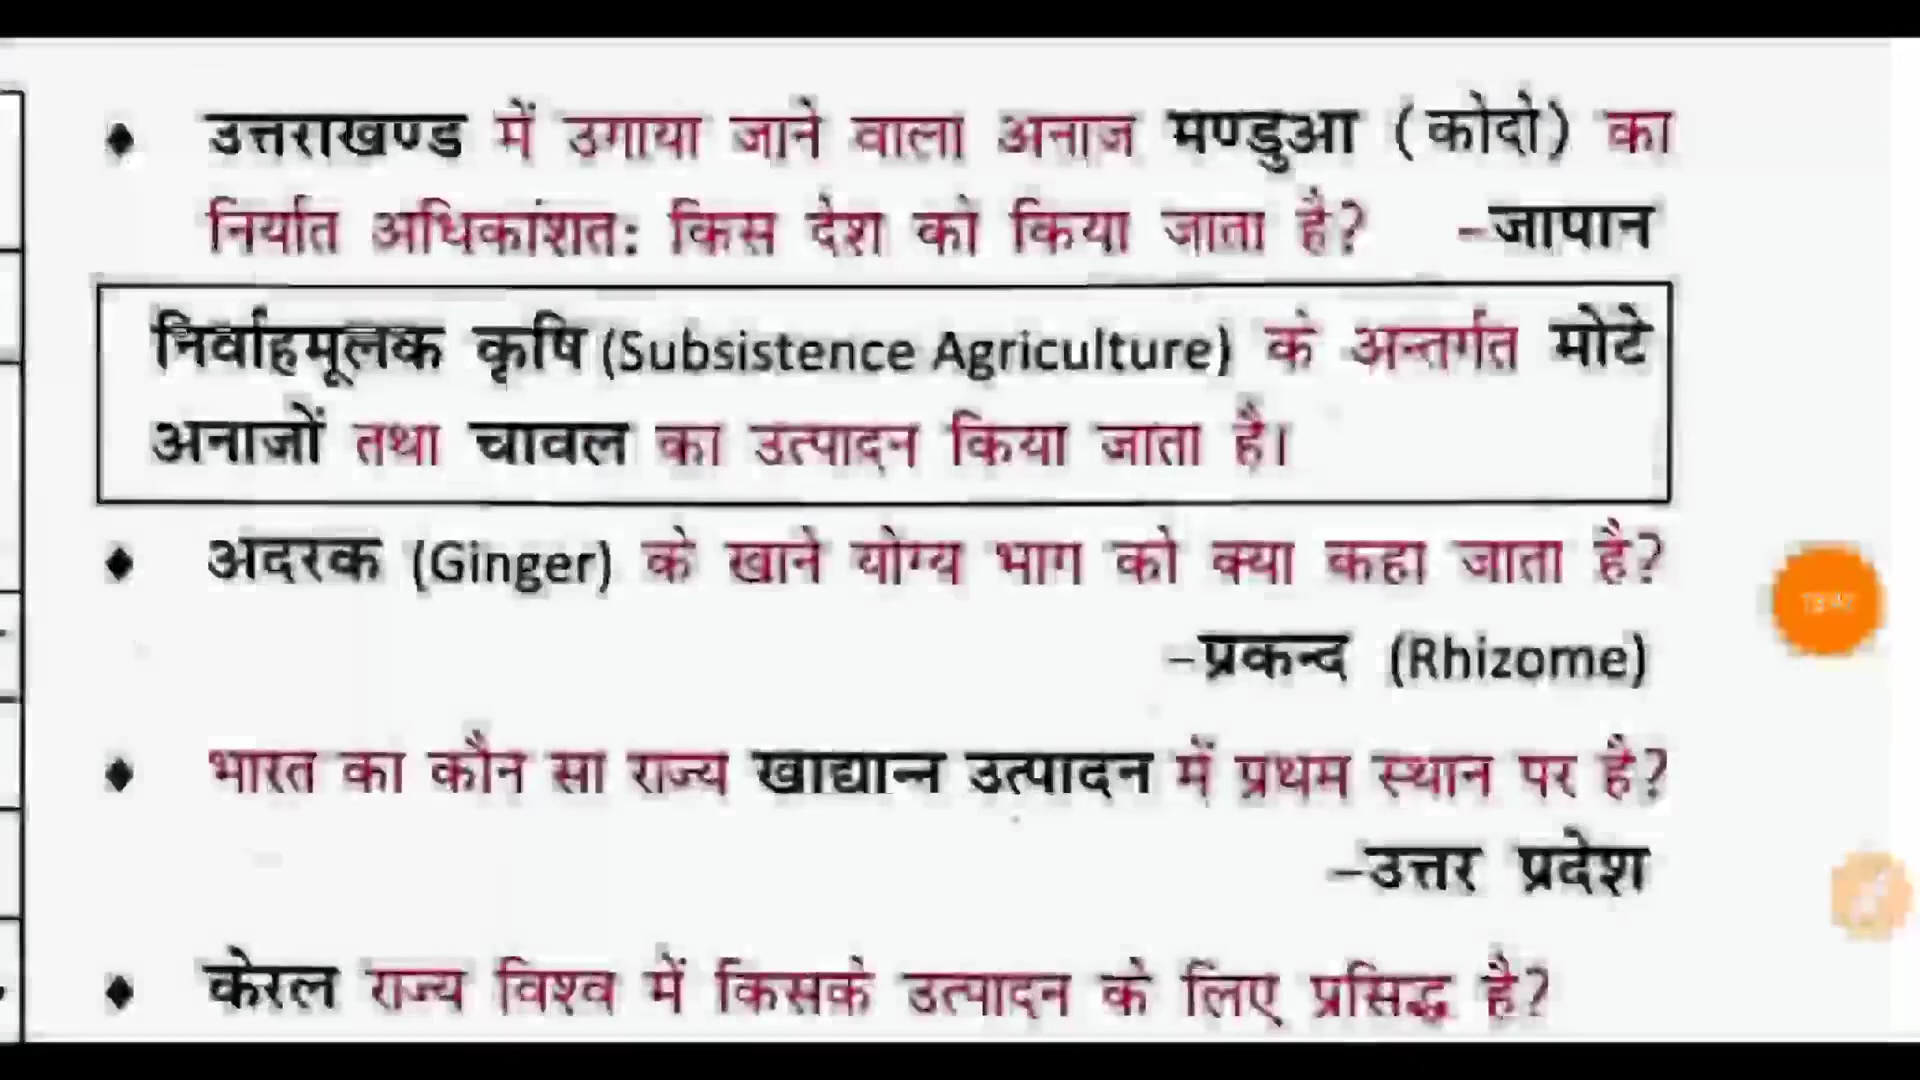 ♦ उत्तराखण्ड में उगाया जाने वाला अनाज मण्डुआ (कोदो) का
निर्यात अधिकांशत: किस देश को किया जाता है? –जापान
निर्वाहमूलक कृषि (Subsistence Agriculture) के अन्तर्गत मोटे
अनाजों तथा चावल का उत्पादन किया जाता है।
♦ अदरक (Ginger) के खाने योग्य भाग को क्या कहा जाता है?
–प्रकन्द (Rhizome)
♦ भारत का कौन सा राज्य खाद्यान्न उत्पादन में प्रथम स्थान पर है?
–उत्तर प्रदेश
♦ केरल राज्य विश्व में किसके उत्पादन के लिए प्रसिद्ध है?